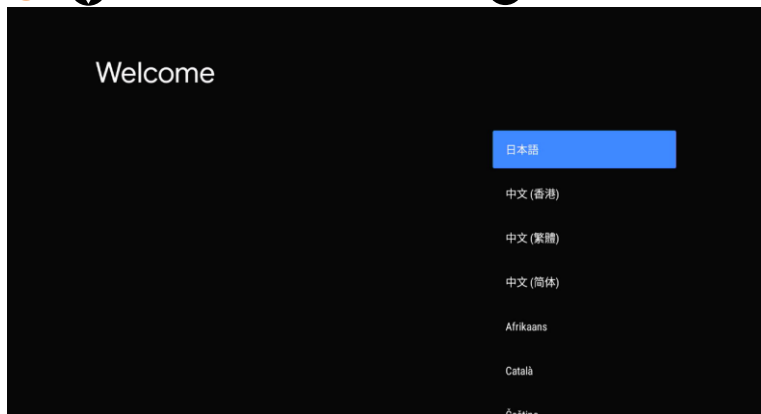 Welcome
日本語
中文 (香港)
中文 (繁體)
中文 (简体)
Afrikaans
Català